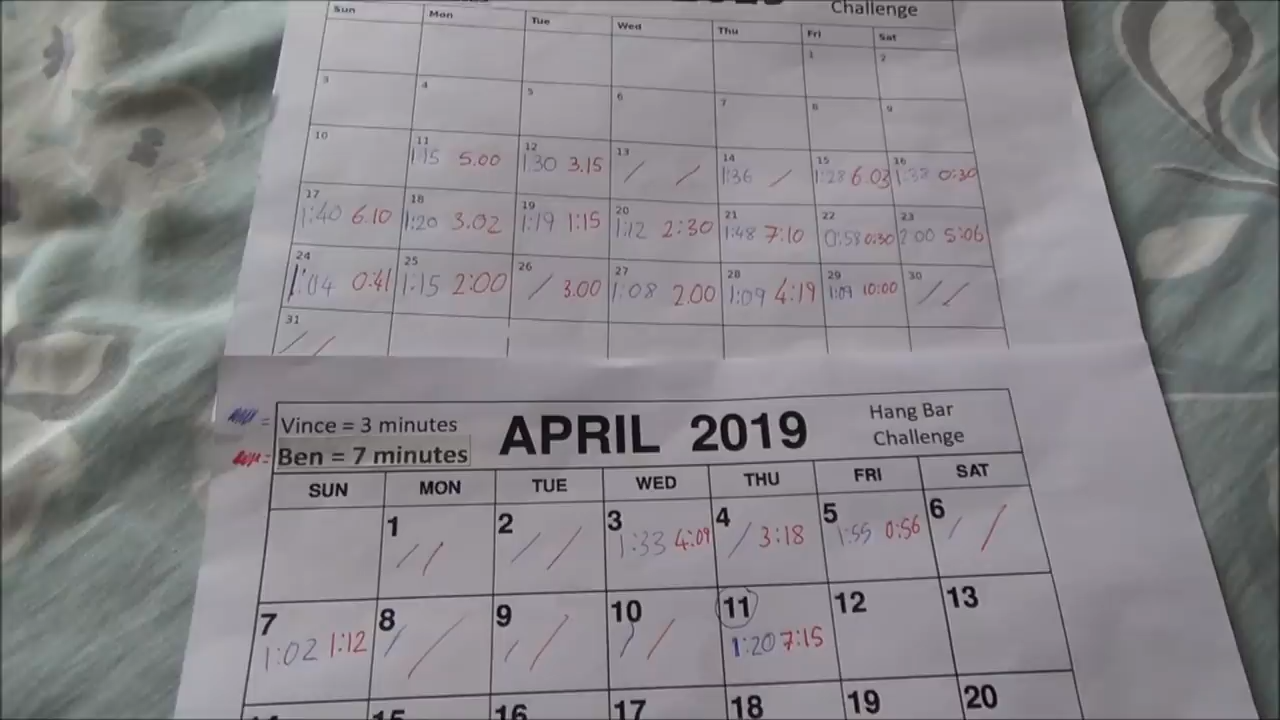 Challenge
Sun Mon Tue Wed Thu Fri Sat
1 2
3 4 5 6 7 8 9
10 11 12 13 14 15 16
1:15 5.00 1:30 3.15 / / 1:36 / 1:28 6.03 1:38 0:30
17 18 19 20 21 22 23
1:40 6.10 1:20 3.02 1:19 1:15 1:12 2:30 1:48 7:10 0:58 0:30 2:00 5:06
24 25 26 27 28 29 30
1:04 0:41 1:15 2:00 / 3.00 1:08 2.00 1:09 4:19 1:09 10:00 / /
31
/ /
= Vince = 3 minutes
= Ben = 7 minutes
APRIL 2019
Hang Bar
Challenge
SUN MON TUE WED THU FRI SAT
1 2 3 4 5 6
/ / / / 1:33 4:09 / 3:18 1:55 0:56 / /
7 8 9 10 11 12 13
1:02 1:12 / / / / / / 1:20 7:15
15 16 17 18 19 20